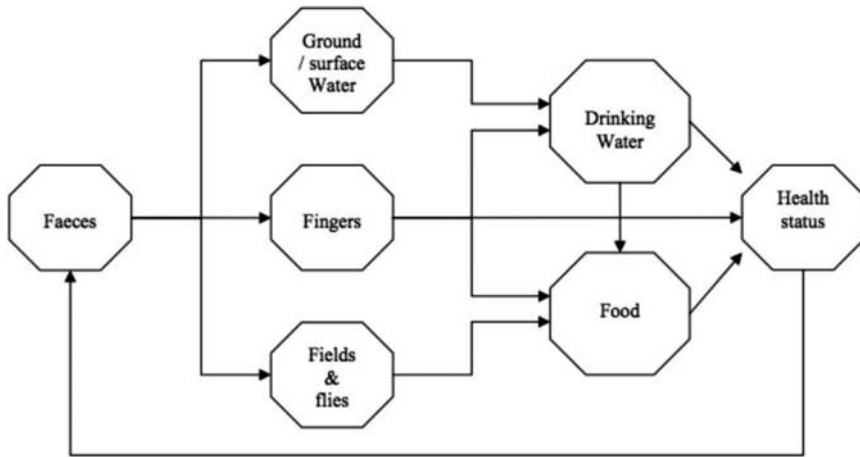 Ground
/ surface
Water
Drinking
Water
Faeces
Fingers
Health
status
Food
Fields
&
flies